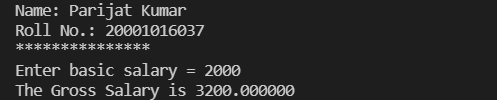 Name: Parijat Kumar
Roll No.: 20001016037
***************
Enter basic salary = 2000
The Gross Salary is 3200.000000